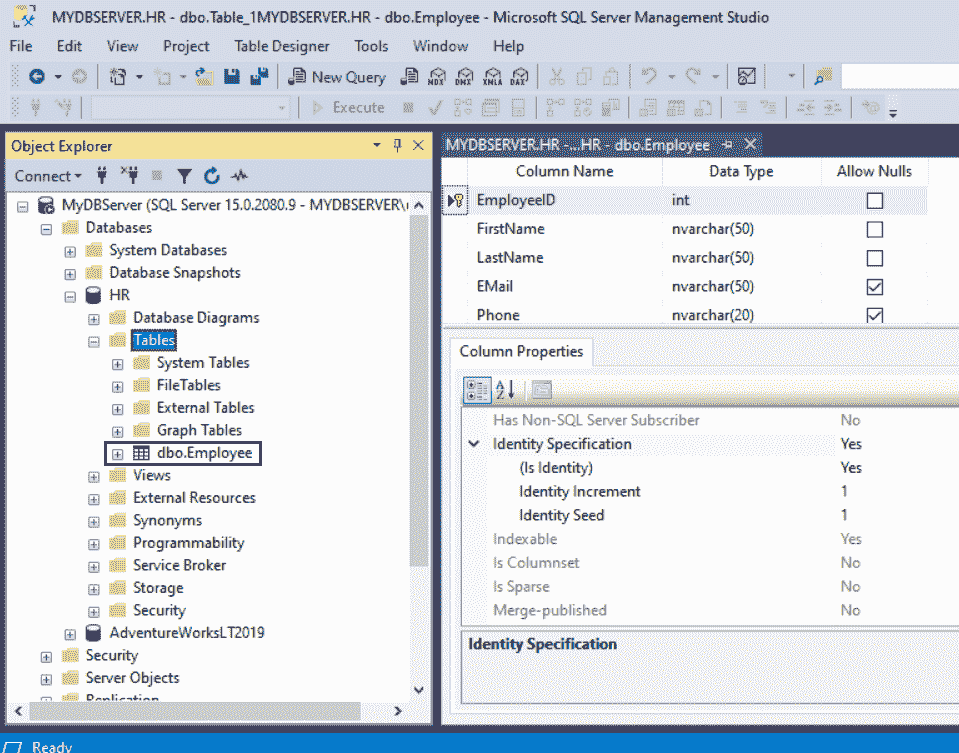 MYDBSERVER.HR - dbo.Table_1MYDBSERVER.HR - dbo.Employee - Microsoft SQL Server Management Studio
File Edit View Project Table Designer Tools Window Help
New Query MDX DMX XMLA DAX
Execute
Object Explorer
Connect
MyDBServer (SQL Server 15.0.2080.9 - MYDBSERVER\
Databases
System Databases
Database Snapshots
HR
Database Diagrams
Tables
System Tables
FileTables
External Tables
Graph Tables
dbo.Employee
Views
External Resources
Synonyms
Programmability
Service Broker
Storage
Security
AdventureWorksLT2019
Security
Server Objects
Replication
MYDBSERVER.HR -...HR - dbo.Employee
Column Name Data Type Allow Nulls
EmployeeID int
FirstName nvarchar(50)
LastName nvarchar(50)
EMail nvarchar(50)
Phone nvarchar(20)
Column Properties
Has Non-SQL Server Subscriber No
Identity Specification Yes
(Is Identity) Yes
Identity Increment 1
Identity Seed 1
Indexable Yes
Is Columnset No
Is Sparse No
Merge-published No
Identity Specification
Ready